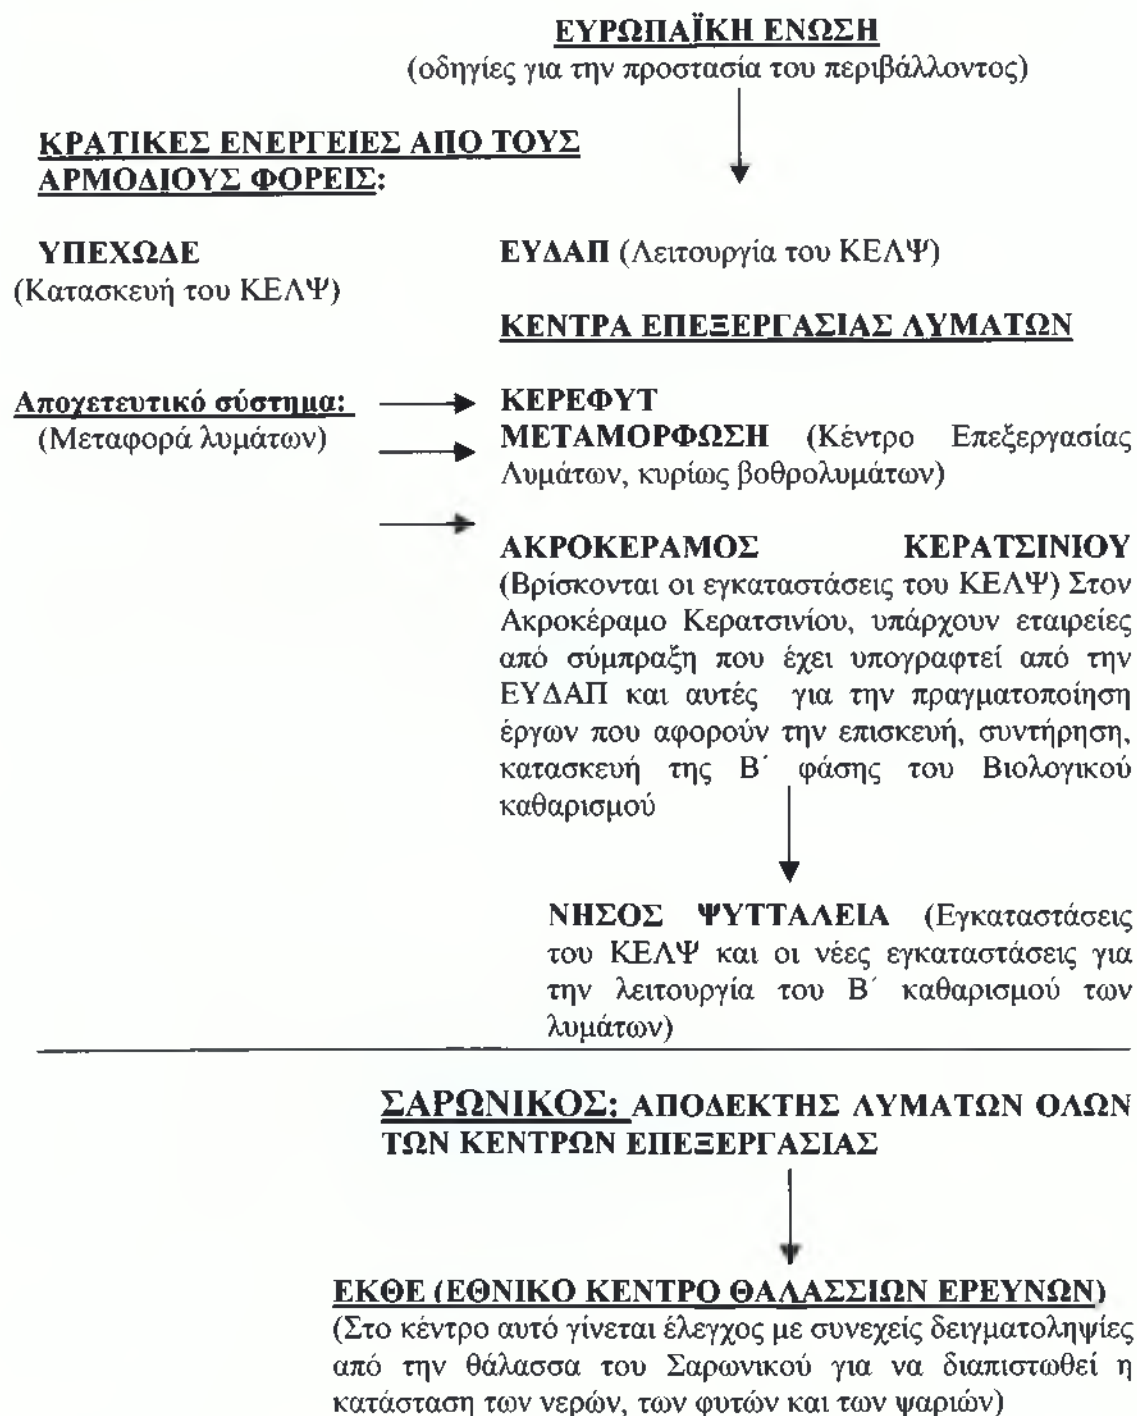 ΕΥΡΩΠΑΪΚΗ ΕΝΩΣΗ
(οδηγίες για την προστασία του περιβάλλοντος)
ΚΡΑΤΙΚΕΣ ΕΝΕΡΓΕΙΕΣ ΑΠΟ ΤΟΥΣ
ΑΡΜΟΔΙΟΥΣ ΦΟΡΕΙΣ:
ΥΠΕΧΩΔΕ
(Κατασκευή του ΚΕΛΨ)
ΕΥΔΑΠ (Λειτουργία του ΚΕΛΨ)
ΚΕΝΤΡΑ ΕΠΕΞΕΡΓΑΣΙΑΣ ΛΥΜΑΤΩΝ
Αποχετευτικό σύστημα:
(Μεταφορά λυμάτων)
ΚΕΡΕΦΥΤ
ΜΕΤΑΜΟΡΦΩΣΗ (Κέντρο Επεξεργασίας
Λυμάτων, κυρίως βοθρολυμάτων)
ΑΚΡΟΚΕΡΑΜΟΣ ΚΕΡΑΤΣΙΝΙΟΥ
(Βρίσκονται οι εγκαταστάσεις του ΚΕΛΨ) Στον
Ακροκέραμο Κερατσινίου, υπάρχουν εταιρείες
από σύμπραξη που έχει υπογραφτεί από την
ΕΥΔΑΠ και αυτές για την πραγματοποίηση
έργων που αφορούν την επισκευή, συντήρηση,
κατασκευή της Β΄ φάσης του Βιολογικού
καθαρισμού
ΝΗΣΟΣ ΨΥΤΤΑΛΕΙΑ (Εγκαταστάσεις
του ΚΕΛΨ και οι νέες εγκαταστάσεις για
την λειτουργία του Β΄ καθαρισμού των
λυμάτων)
ΣΑΡΩΝΙΚΟΣ: ΑΠΟΔΕΚΤΗΣ ΛΥΜΑΤΩΝ ΟΛΩΝ
ΤΩΝ ΚΕΝΤΡΩΝ ΕΠΕΞΕΡΓΑΣΙΑΣ
ΕΚΘΕ (ΕΘΝΙΚΟ ΚΕΝΤΡΟ ΘΑΛΑΣΣΙΩΝ ΕΡΕΥΝΩΝ)
(Στο κέντρο αυτό γίνεται έλεγχος με συνεχείς δειγματοληψίες
από την θάλασσα του Σαρωνικού για να διαπιστωθεί η
κατάσταση των νερών, των φυτών και των ψαριών)